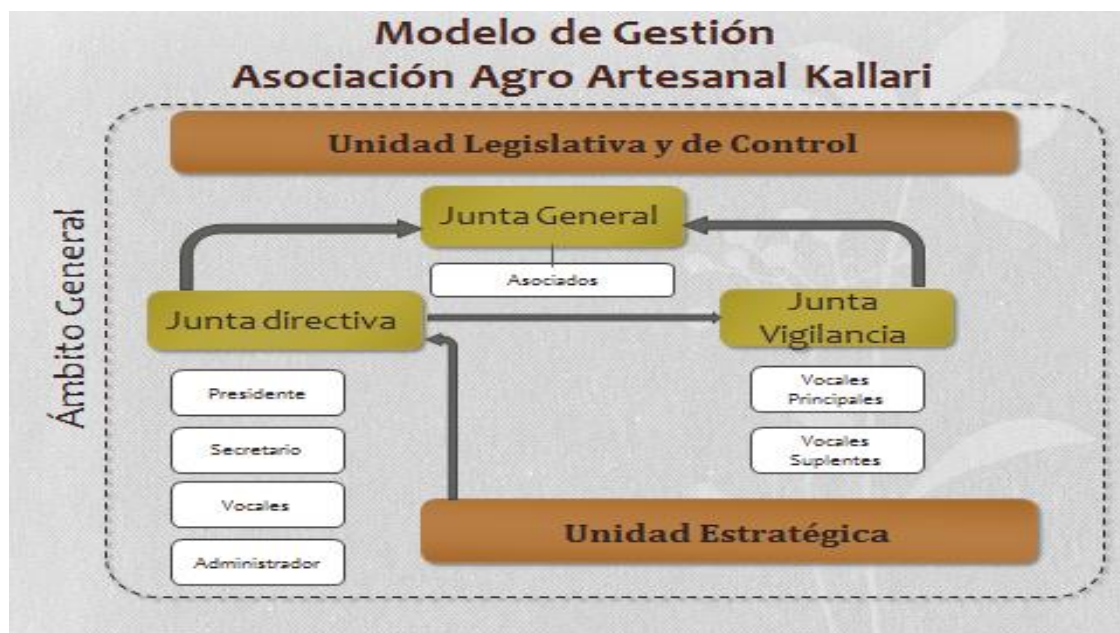 Modelo de Gestión
Asociación Agro Artesanal Kallari
Unidad Legislativa y de Control
Ámbito General
Junta General
Asociados
Junta directiva
Junta
Vigilancia
Presidente
Secretario
Vocales
Administrador
Vocales
Principales
Vocales
Suplentes
Unidad Estratégica